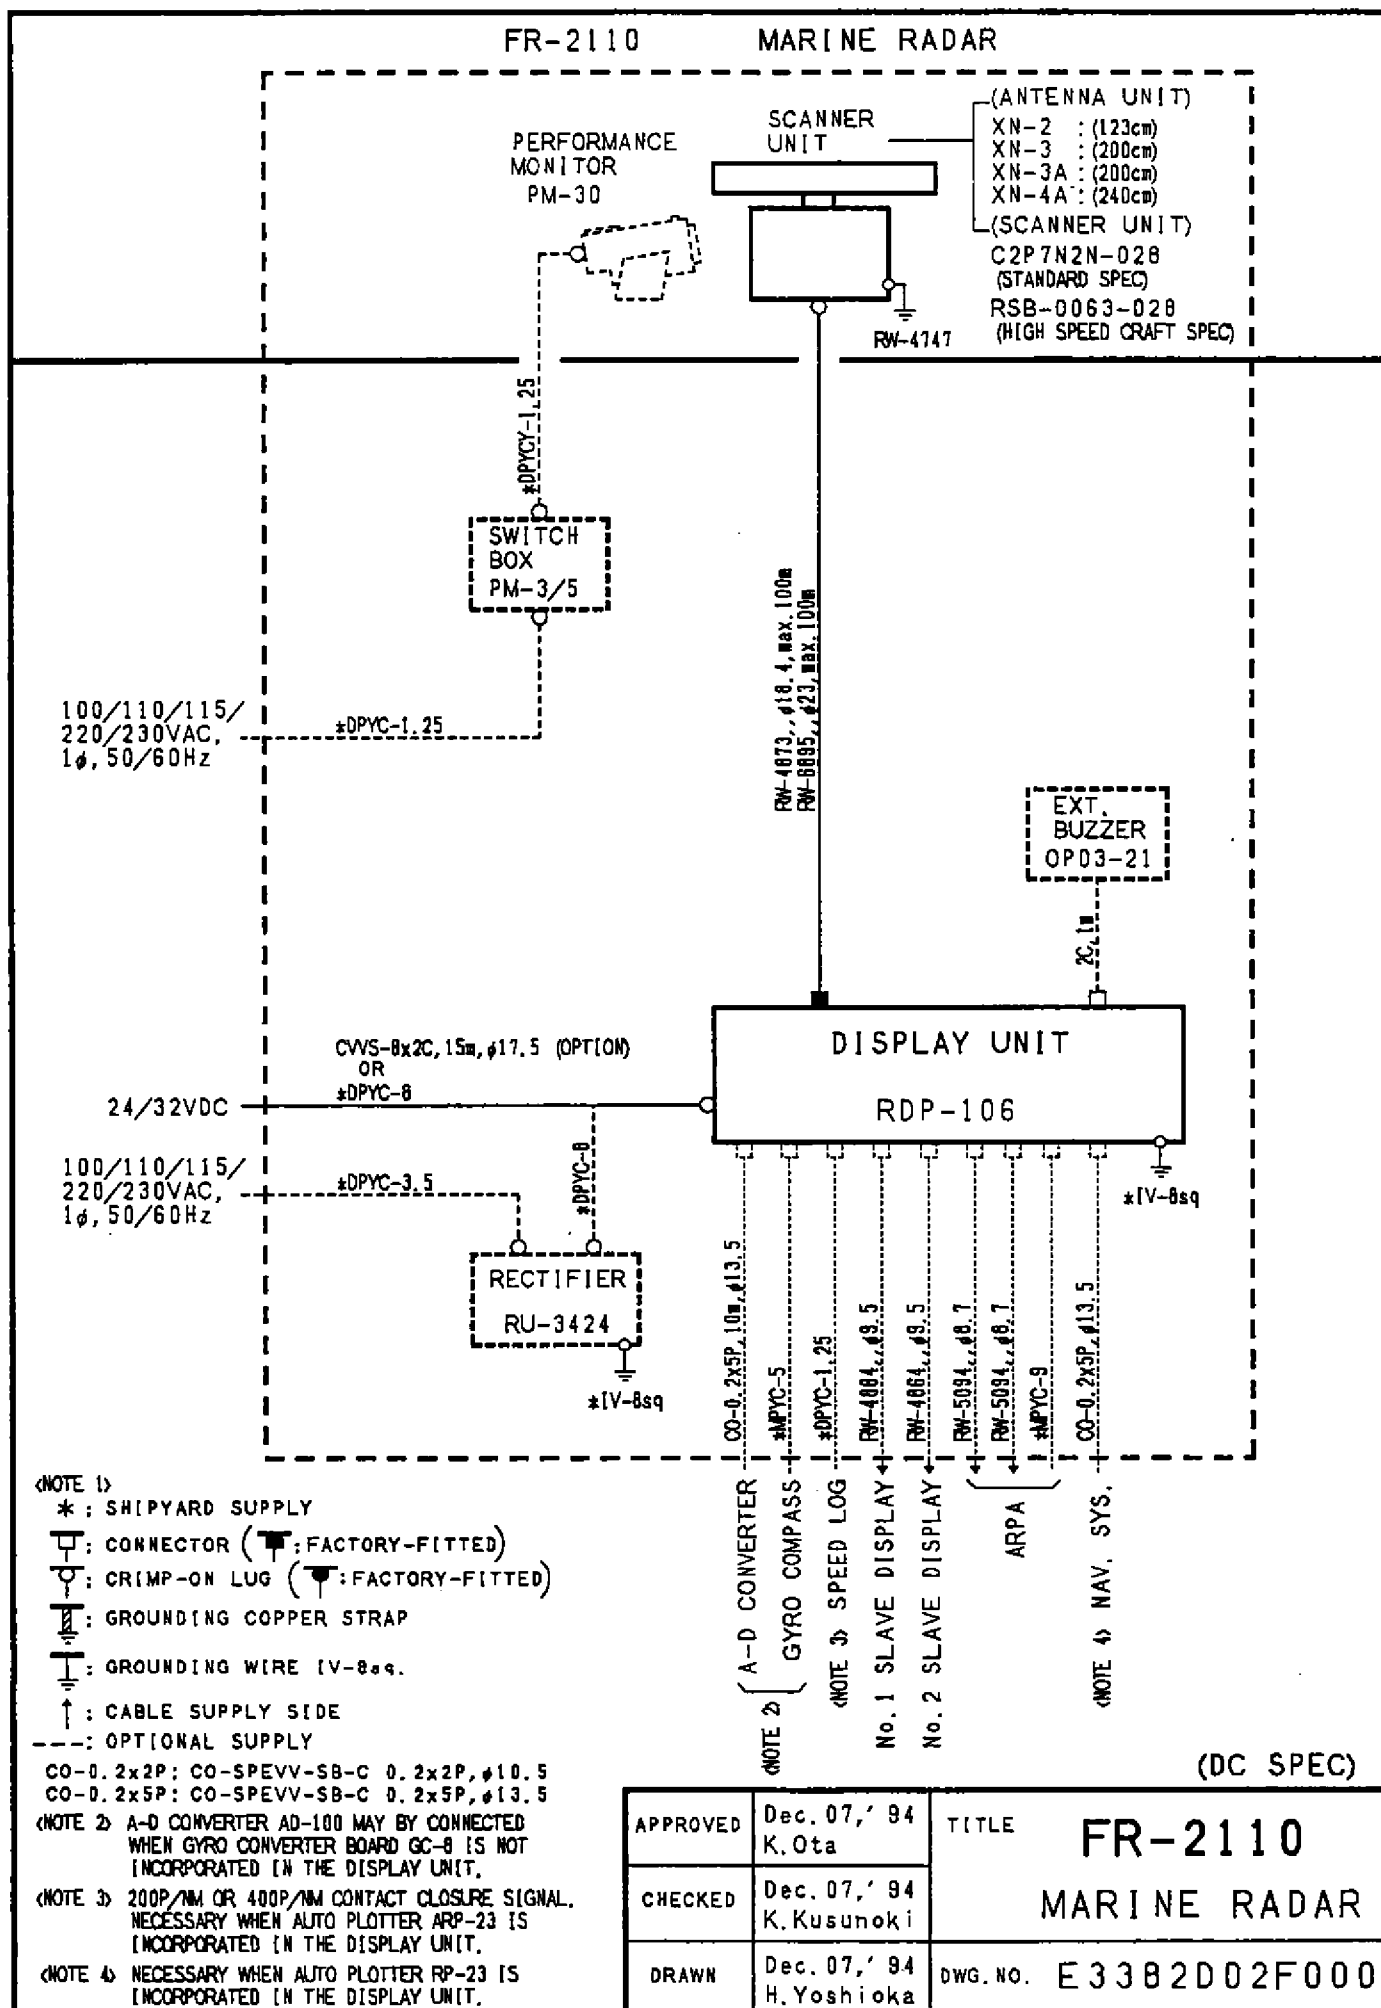 FR-2110 MARINE RADAR
(ANTENNA UNIT)
XN-2 : (123cm)
XN-3 : (200cm)
XN-3A : (200cm)
XN-4A : (240cm)
(SCANNER UNIT)
C2P7N2N-028
(STANDARD SPEC)
RSB-0063-028
(HIGH SPEED CRAFT SPEC)
SCANNER
UNIT
PERFORMANCE
MONITOR
PM-30
RW-4747
*DPYCY-1.25
SWITCH
BOX
PM-3/5
100/110/115/
220/230VAC,
1φ, 50/60Hz
*DPYC-1.25
RW-4873,,φ18.4,max.100m
RW-6895,,φ23,max.100m
EXT.
BUZZER
OP03-21
2C,1m
DISPLAY UNIT
RDP-106
CVVS-8x2C,15m,φ17.5 (OPTION)
OR
*DPYC-8
24/32VDC
100/110/115/
220/230VAC,
1φ, 50/60Hz
*DPYC-3.5
*DPYC-8
RECTIFIER
RU-3424
*IV-8sq
*IV-8sq
CO-0.2x5P,10m,φ13.5
*MPYC-5
*DPYC-1.25
RW-4864,,φ9.5
RW-4864,,φ9.5
RW-5094,,φ8.7
RW-5094,,φ8.7
*MPYC-9
CO-0.2x5P,φ13.5
A-D CONVERTER
GYRO COMPASS
<NOTE 2>
<NOTE 3> SPEED LOG
No.1 SLAVE DISPLAY
No.2 SLAVE DISPLAY
ARPA
<NOTE 4> NAV. SYS.
<NOTE 1>
* : SHIPYARD SUPPLY
: CONNECTOR ( : FACTORY-FITTED)
: CRIMP-ON LUG ( : FACTORY-FITTED)
: GROUNDING COPPER STRAP
: GROUNDING WIRE IV-8sq.
↑ : CABLE SUPPLY SIDE
---: OPTIONAL SUPPLY
CO-0.2x2P: CO-SPEVV-SB-C 0.2x2P,φ10.5
CO-0.2x5P: CO-SPEVV-SB-C 0.2x5P,φ13.5
<NOTE 2> A-D CONVERTER AD-100 MAY BY CONNECTED
WHEN GYRO CONVERTER BOARD GC-8 IS NOT
INCORPORATED IN THE DISPLAY UNIT.
<NOTE 3> 200P/NM OR 400P/NM CONTACT CLOSURE SIGNAL.
NECESSARY WHEN AUTO PLOTTER ARP-23 IS
INCORPORATED IN THE DISPLAY UNIT.
<NOTE 4> NECESSARY WHEN AUTO PLOTTER RP-23 IS
INCORPORATED IN THE DISPLAY UNIT.
(DC SPEC)
APPROVED Dec. 07,'94
K.Ota
CHECKED Dec. 07,'94
K.Kusunoki
DRAWN Dec. 07,'94
H.Yoshioka
TITLE FR-2110
MARINE RADAR
DWG.NO. E3382D02F000